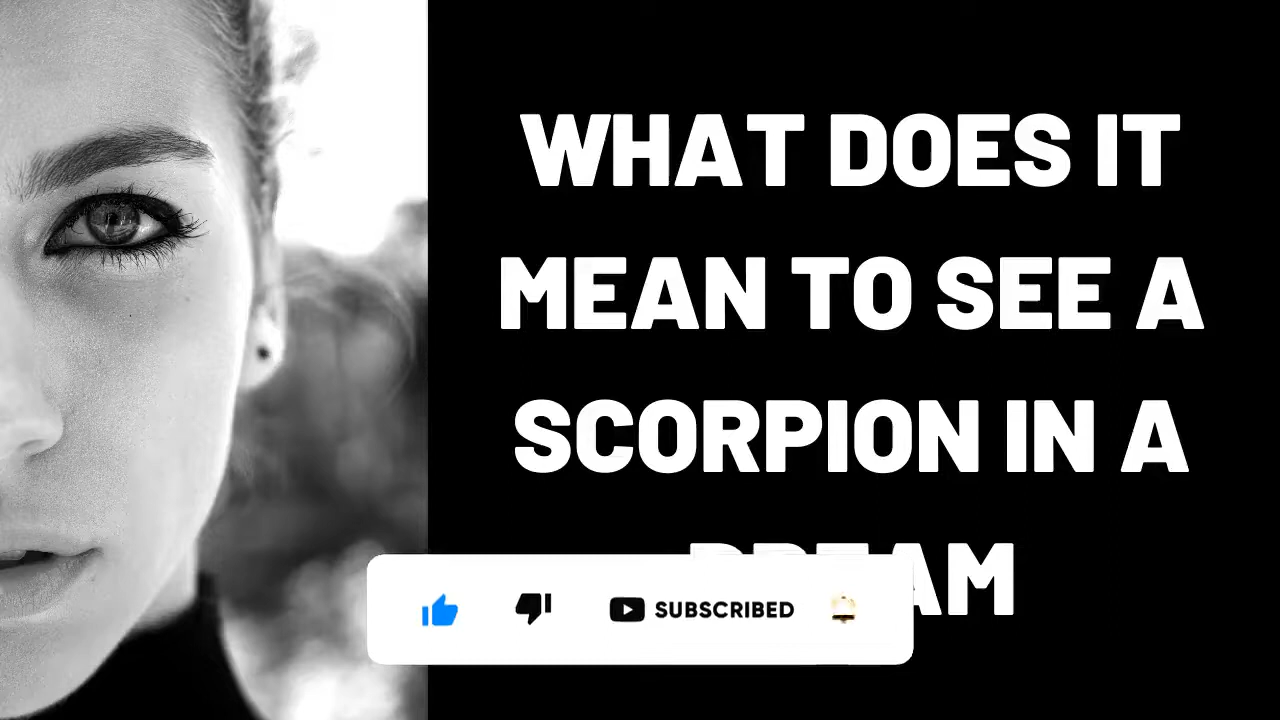 WHAT DOES IT
MEAN TO SEE A
SCORPION IN A
SUBSCRIBED